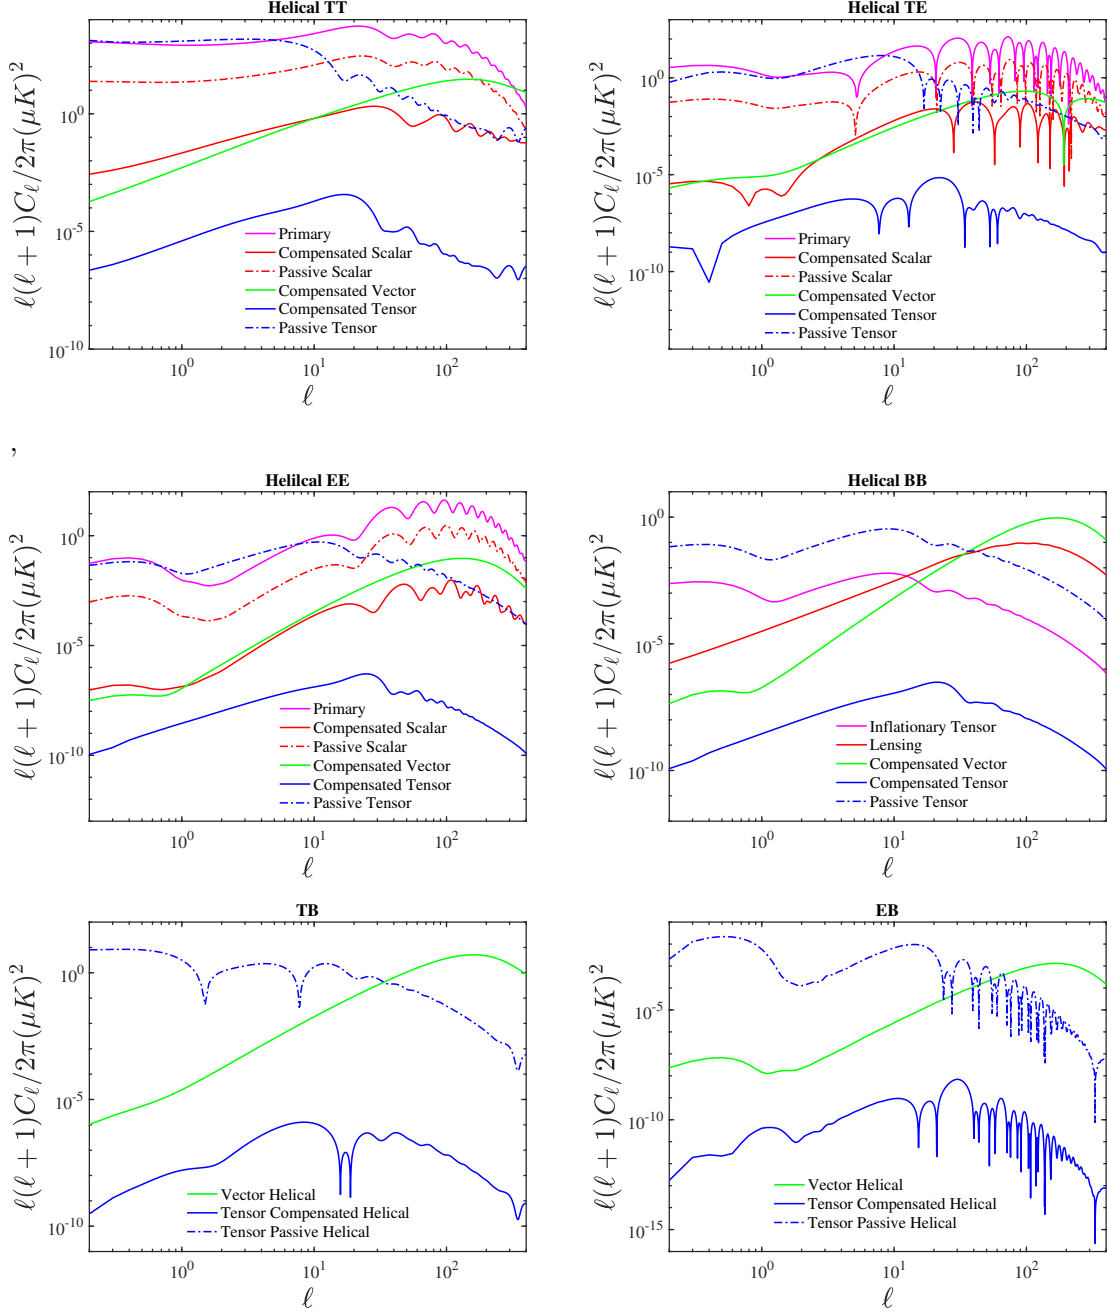 Helical TT
10^0
10^-5
10^-10
ℓ(ℓ + 1)C_ℓ/2π(μK)^2
Primary
Compensated Scalar
Passive Scalar
Compensated Vector
Compensated Tensor
Passive Tensor
10^0 10^1 10^2
ℓ
Helical TE
10^0
10^-5
10^-10
ℓ(ℓ + 1)C_ℓ/2π(μK)^2
Primary
Compensated Scalar
Passive Scalar
Compensated Vector
Compensated Tensor
Passive Tensor
10^0 10^1 10^2
ℓ
,
Helilcal EE
10^0
10^-5
10^-10
ℓ(ℓ + 1)C_ℓ/2π(μK)^2
Primary
Compensated Scalar
Passive Scalar
Compensated Vector
Compensated Tensor
Passive Tensor
10^0 10^1 10^2
ℓ
Helical BB
10^0
10^-5
10^-10
ℓ(ℓ + 1)C_ℓ/2π(μK)^2
Inflationary Tensor
Lensing
Compensated Vector
Compensated Tensor
Passive Tensor
10^0 10^1 10^2
ℓ
TB
10^0
10^-5
10^-10
ℓ(ℓ + 1)C_ℓ/2π(μK)^2
Vector Helical
Tensor Compensated Helical
Tensor Passive Helical
10^0 10^1 10^2
ℓ
EB
10^-5
10^-10
10^-15
ℓ(ℓ + 1)C_ℓ/2π(μK)^2
Vector Helical
Tensor Compensated Helical
Tensor Passive Helical
10^0 10^1 10^2
ℓ